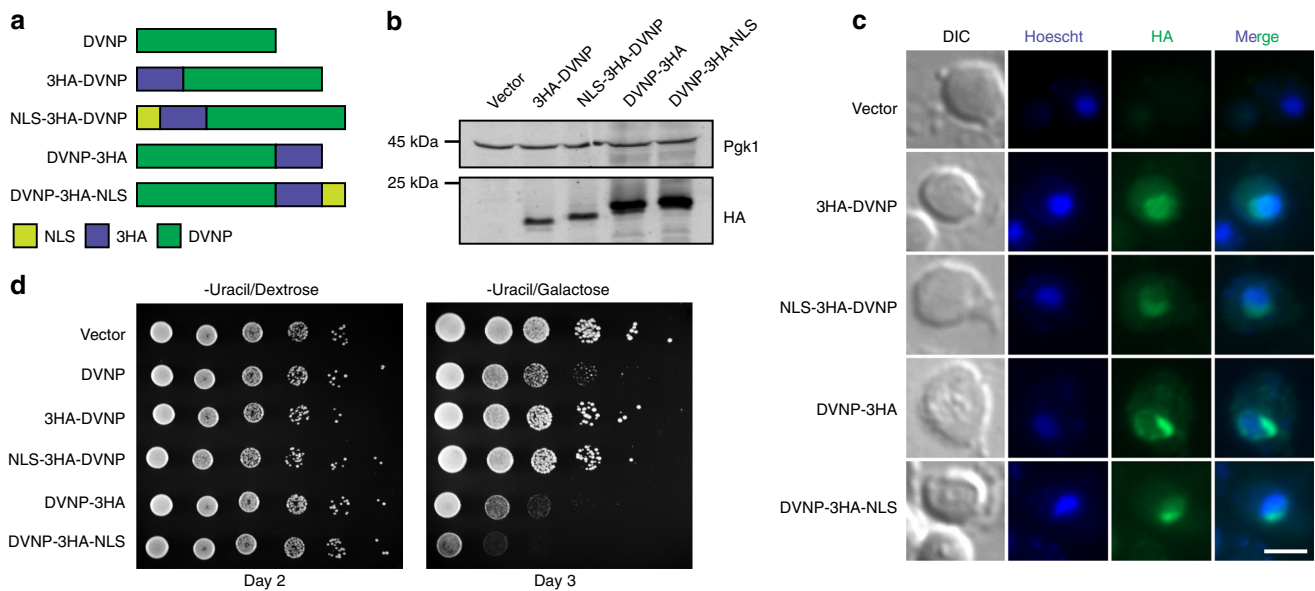 a
DVNP
3HA-DVNP
NLS-3HA-DVNP
DVNP-3HA
DVNP-3HA-NLS
NLS 3HA DVNP
b
Vector 3HA-DVNP NLS-3HA-DVNP DVNP-3HA DVNP-3HA-NLS
45 kDa Pgk1
25 kDa
HA
c
DIC Hoescht HA Merge
Vector
3HA-DVNP
NLS-3HA-DVNP
DVNP-3HA
DVNP-3HA-NLS
d
-Uracil/Dextrose -Uracil/Galactose
Vector
DVNP
3HA-DVNP
NLS-3HA-DVNP
DVNP-3HA
DVNP-3HA-NLS
Day 2 Day 3